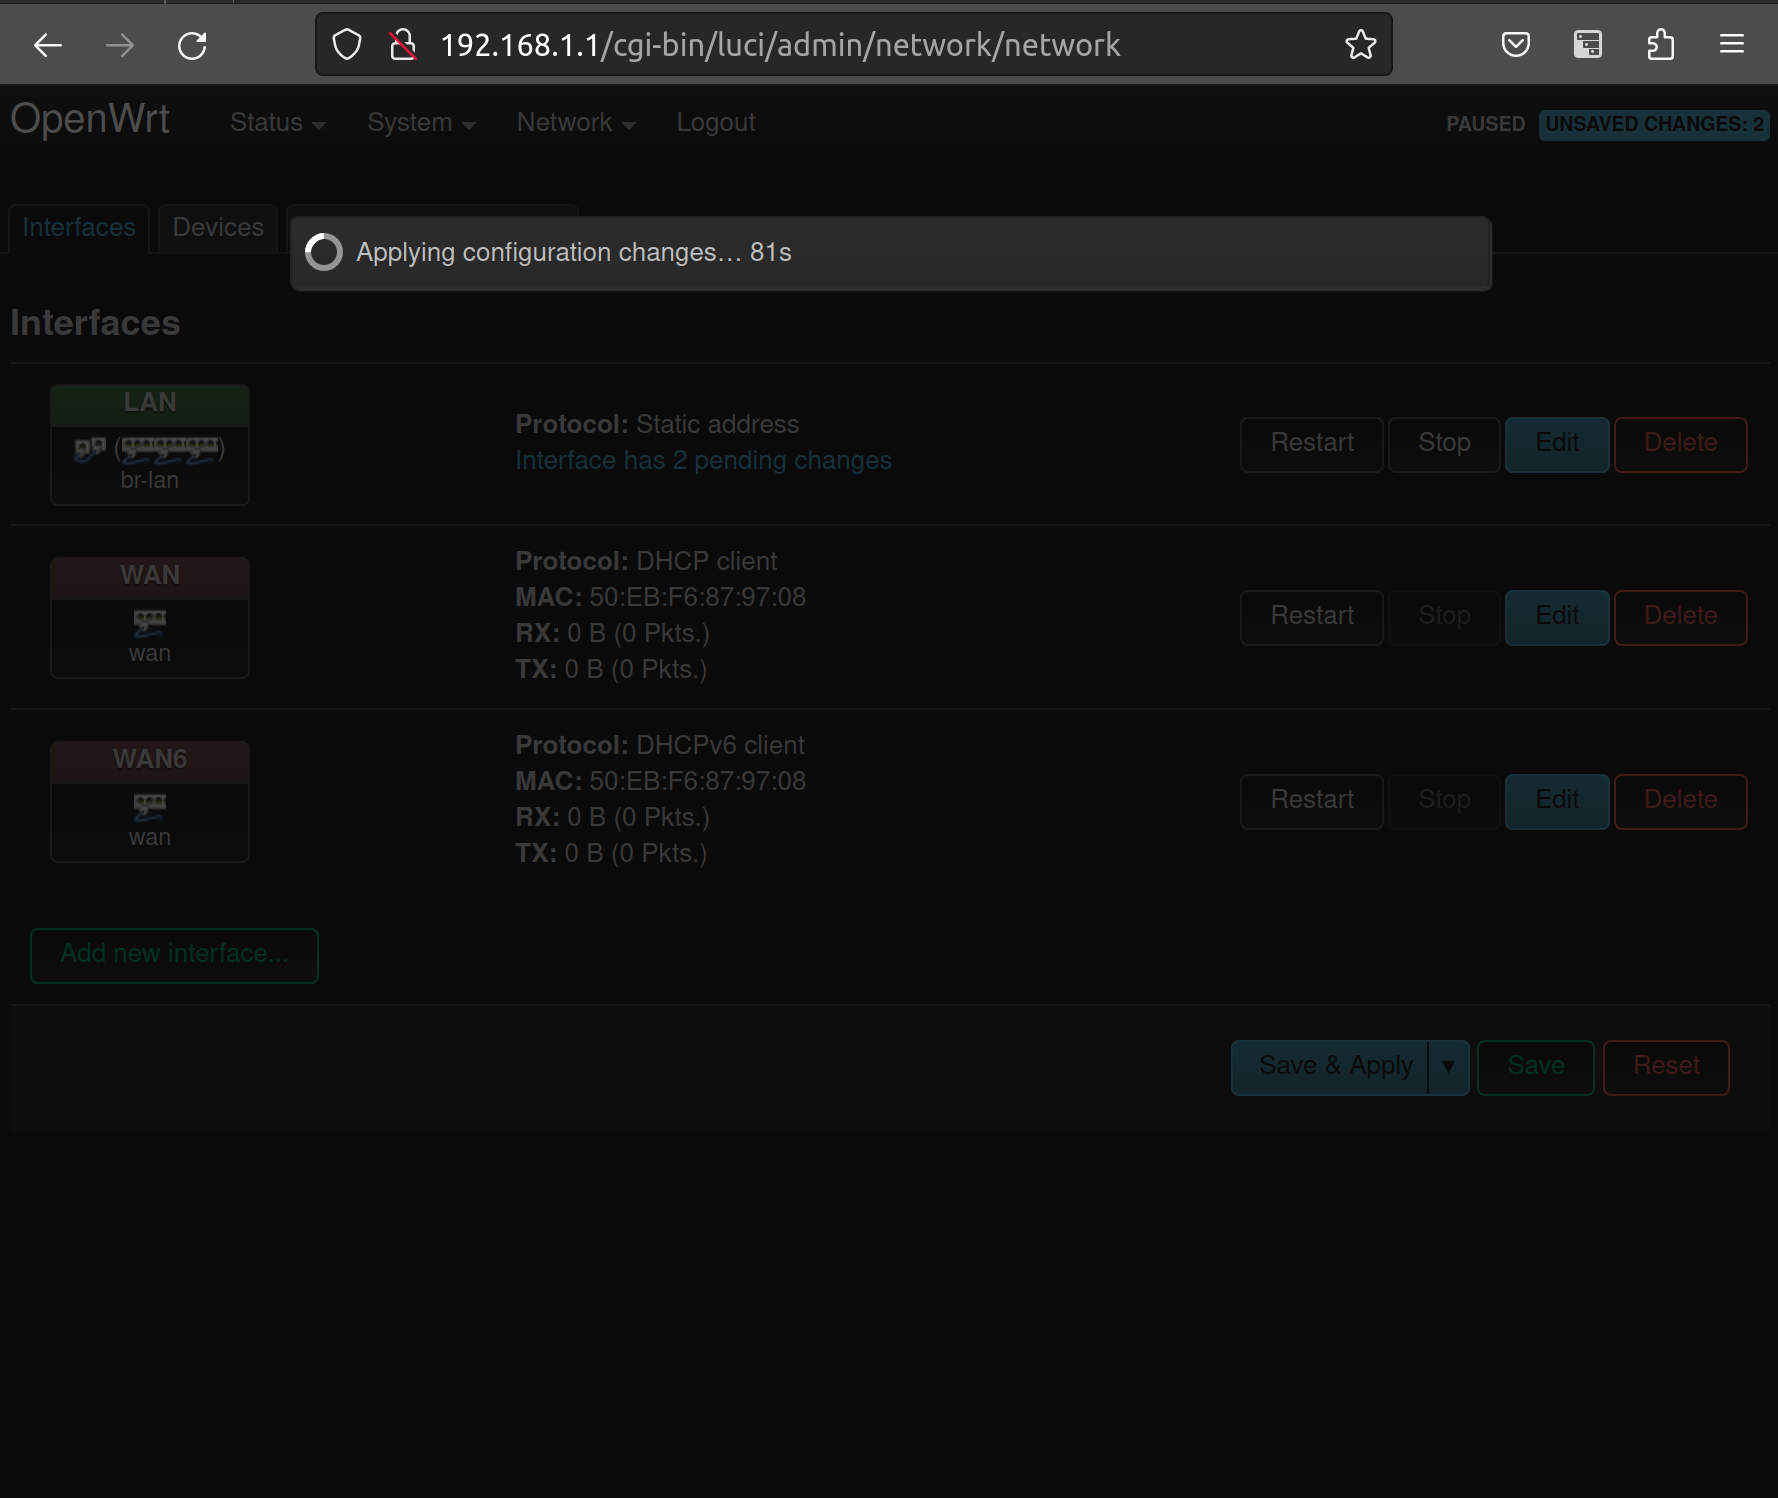 192.168.1.1/cgi-bin/luci/admin/network/network
OpenWrt Status System Network Logout PAUSED UNSAVED CHANGES: 2
Interfaces Devices
Applying configuration changes... 81s
Interfaces
LAN
( )
br-lan
Protocol: Static address
Interface has 2 pending changes
Restart Stop Edit Delete
WAN
wan
Protocol: DHCP client
MAC: 50:EB:F6:87:97:08
RX: 0 B (0 Pkts.)
TX: 0 B (0 Pkts.)
Restart Stop Edit Delete
WAN6
wan
Protocol: DHCPv6 client
MAC: 50:EB:F6:87:97:08
RX: 0 B (0 Pkts.)
TX: 0 B (0 Pkts.)
Restart Stop Edit Delete
Add new interface...
Save & Apply ▼ Save Reset